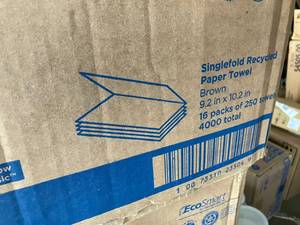 Singlefold Recycled
Paper Towel
Brown
9.2 in x 10.2 in
16 packs of 250 towels
4000 total
EcoSmart